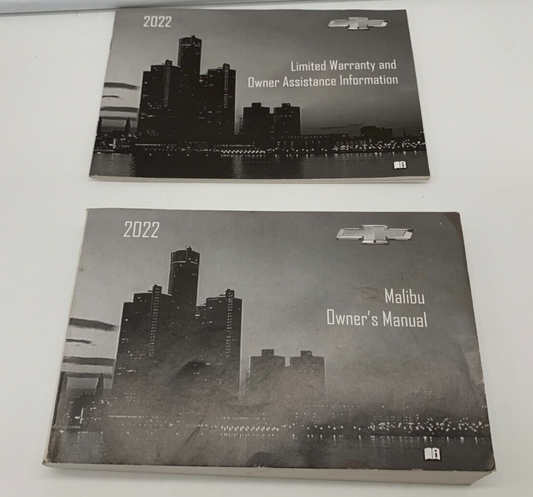 2022
Limited Warranty and
Owner Assistance Information
2022
Malibu
Owner's Manual